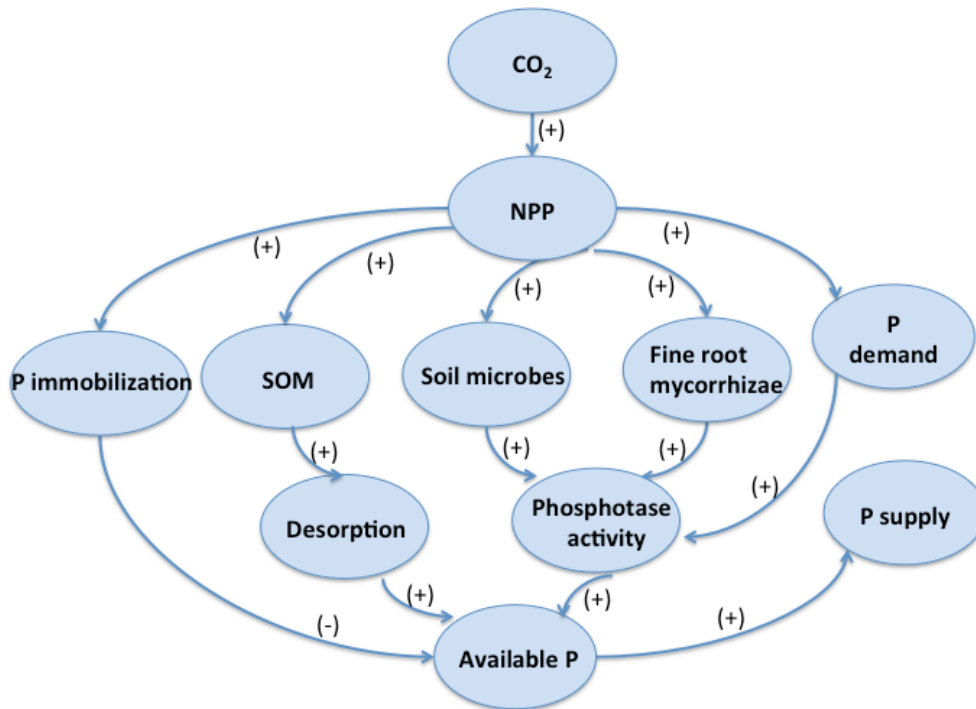 CO₂
(+)
NPP
(+)
(+)
(+)
(+)
(+)
P immobilization
SOM
Soil microbes
Fine root
mycorrhizae
P
demand
(+)
(+)
(+)
(+)
Desorption
Phosphotase
activity
P supply
(+)
(+)
(-)
(+)
Available P